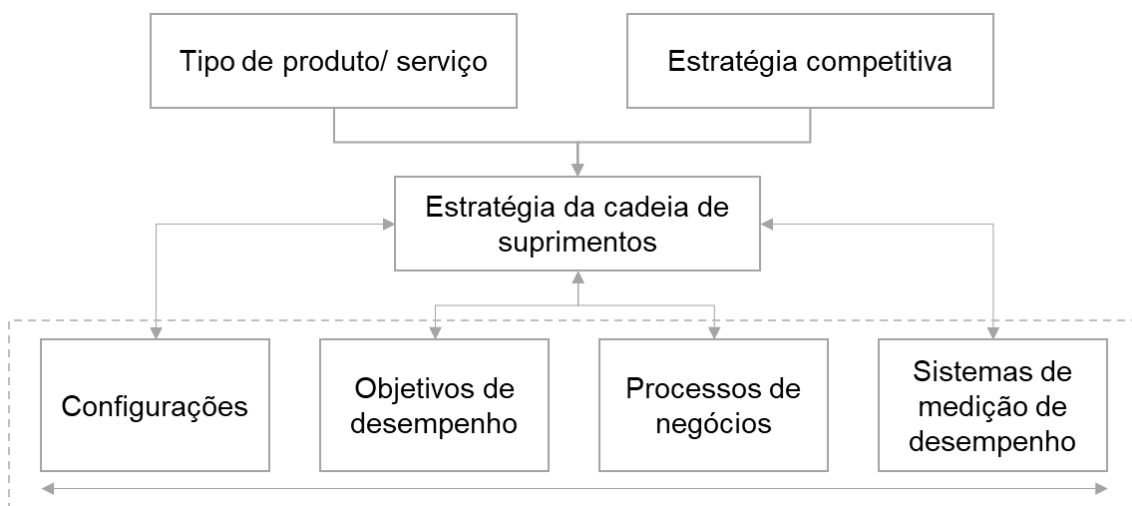 Tipo de produto/ serviço
Estratégia competitiva
Estratégia da cadeia de
suprimentos
Configurações
Objetivos de
desempenho
Processos de
negócios
Sistemas de
medição de
desempenho